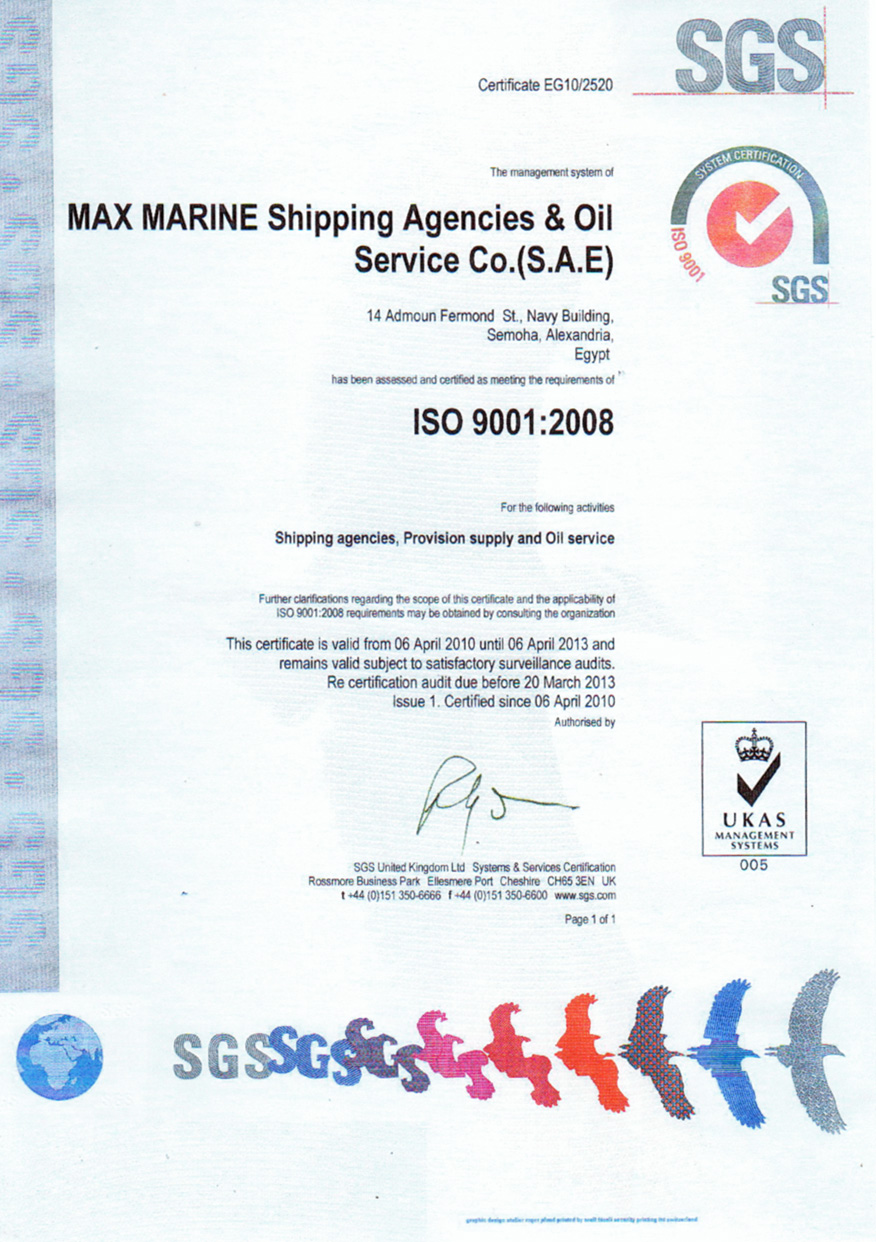 SGS
Certificate EG10/2520
The management system of
MAX MARINE Shipping Agencies & Oil
Service Co.(S.A.E)
SYSTEM CERTIFICATION
ISO 9001
SGS
14 Admoun Fermond St., Navy Building,
Semoha, Alexandria,
Egypt
has been assessed and certified as meeting the requirements of
ISO 9001:2008
For the following activities
Shipping agencies, Provision supply and Oil service
Further clarifications regarding the scope of this certificate and the applicability of
ISO 9001:2008 requirements may be obtained by consulting the organization
This certificate is valid from 06 April 2010 until 06 April 2013 and
remains valid subject to satisfactory surveillance audits.
Re certification audit due before 20 March 2013
Issue 1. Certified since 06 April 2010
Authorised by
UKAS
MANAGEMENT
SYSTEMS
005
SGS United Kingdom Ltd Systems & Services Certification
Rossmore Business Park Ellesmere Port Cheshire CH65 3EN UK
t +44 (0)151 350-6666 f +44 (0)151 350-6600 www.sgs.com
Page 1 of 1
SGS SGS SGS